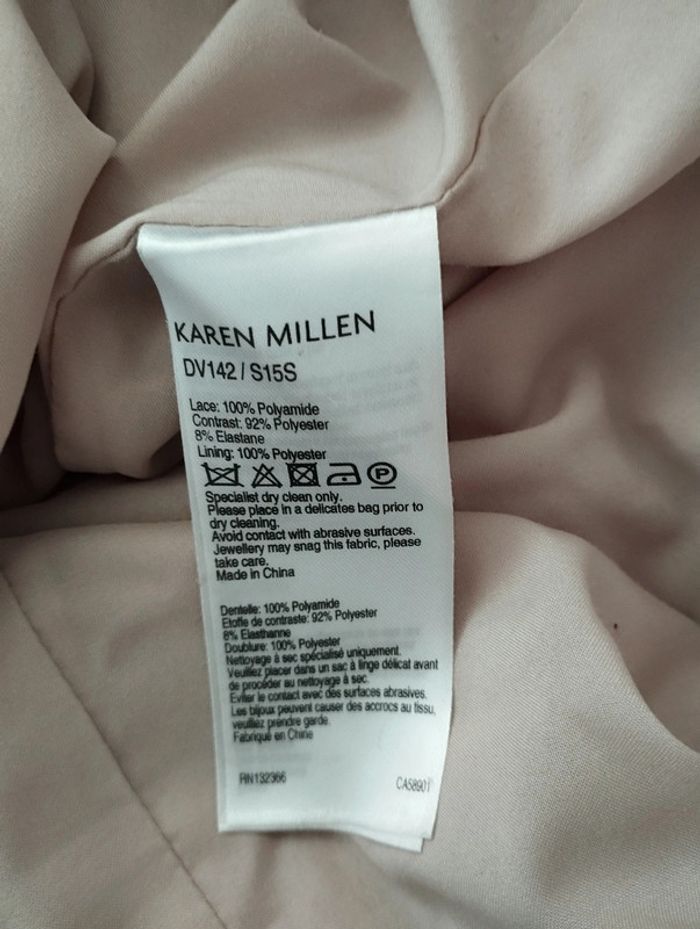 KAREN MILLEN
DV142 / S15S
Lace: 100% Polyamide
Contrast: 92% Polyester
8% Elastane
Lining: 100% Polyester
P
Specialist dry clean only.
Please place in a delicates bag prior to
dry cleaning.
Avoid contact with abrasive surfaces.
Jewellery may snag this fabric, please
take care.
Made in China
Dentelle: 100% Polyamide
Etoffe de contraste: 92% Polyester
8% Elasthanne
Doublure: 100% Polyester
Nettoyage à sec spécialisé uniquement.
Veuillez placer dans un sac à linge délicat avant
de procéder au nettoyage à sec.
Eviter le contact avec des surfaces abrasives.
Les bijoux peuvent causer des accrocs au tissu,
veuillez prendre garde.
Fabriqué en Chine
RN132366
CA58901